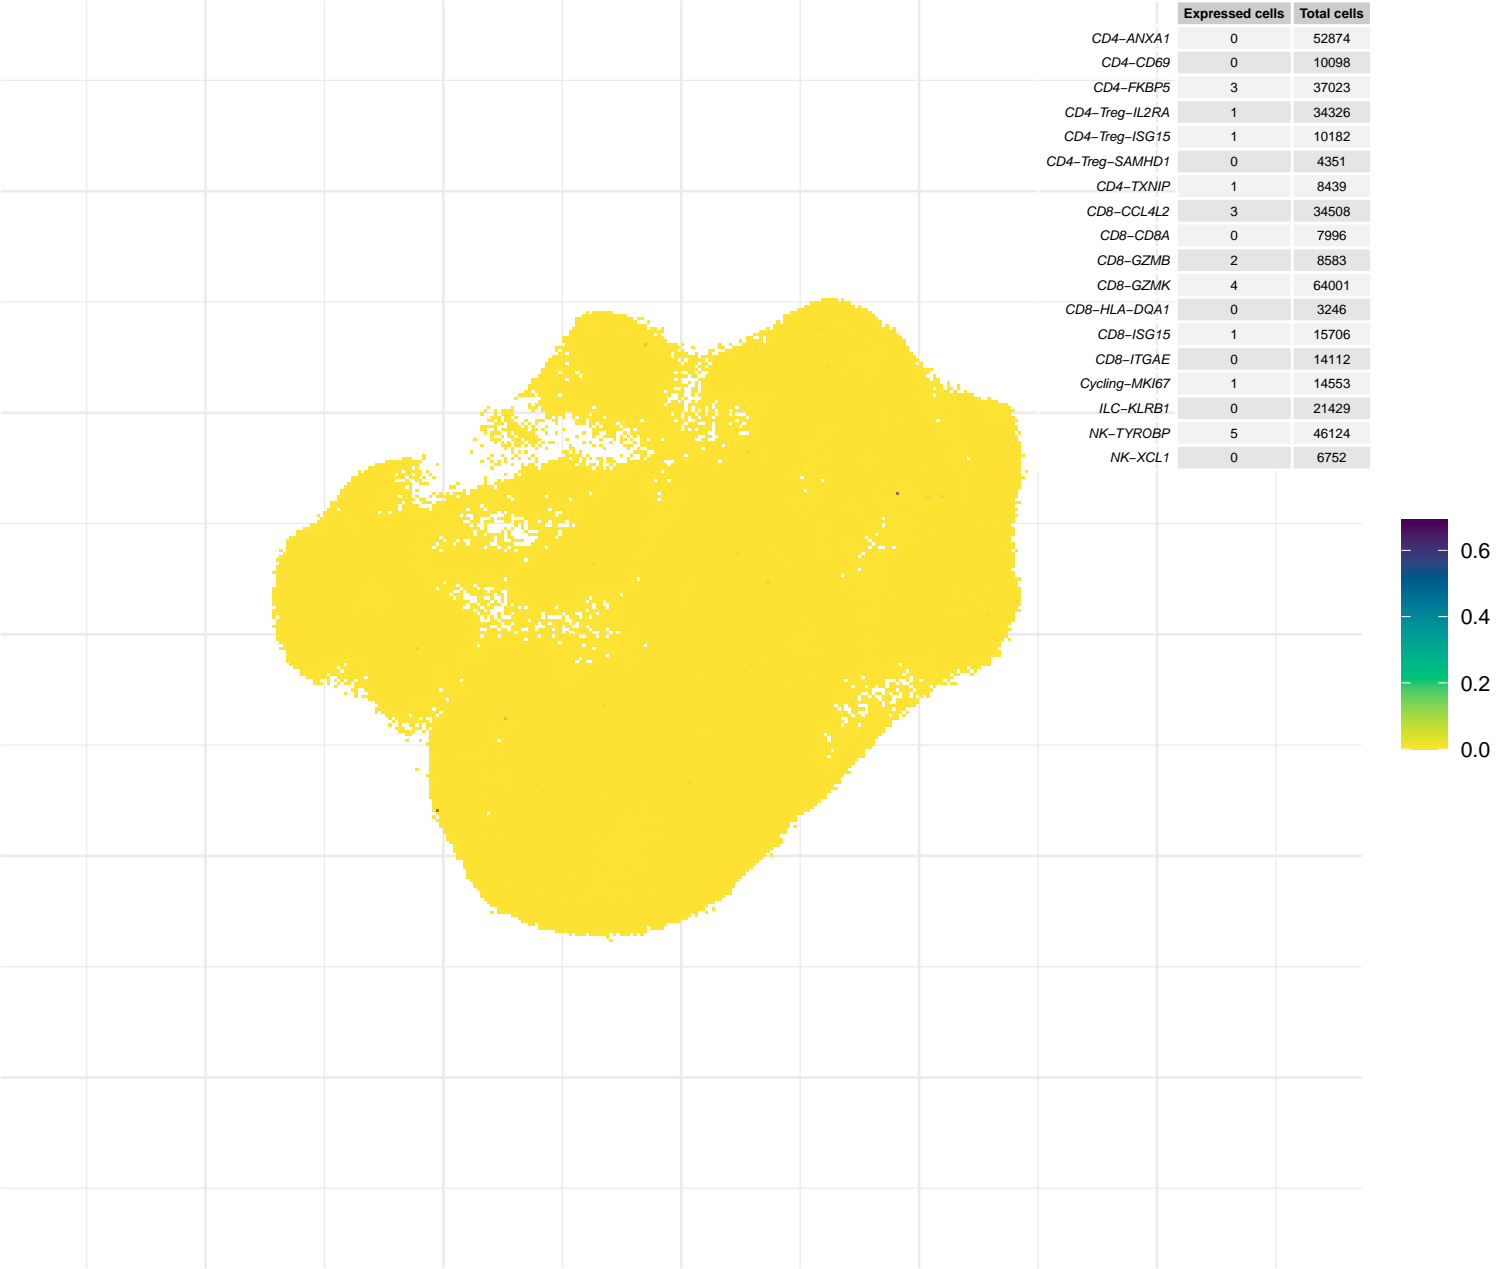 Expressed cells Total cells
CD4−ANXA1 0 52874
CD4−CD69 0 10098
CD4−FKBP5 3 37023
CD4−Treg−IL2RA 1 34326
CD4−Treg−ISG15 1 10182
CD4−Treg−SAMHD1 0 4351
CD4−TXNIP 1 8439
CD8−CCL4L2 3 34508
CD8−CD8A 0 7996
CD8−GZMB 2 8583
CD8−GZMK 4 64001
CD8−HLA−DQA1 0 3246
CD8−ISG15 1 15706
CD8−ITGAE 0 14112
Cycling−MKI67 1 14553
ILC−KLRB1 0 21429
NK−TYROBP 5 46124
NK−XCL1 0 6752
0.6
0.4
0.2
0.0